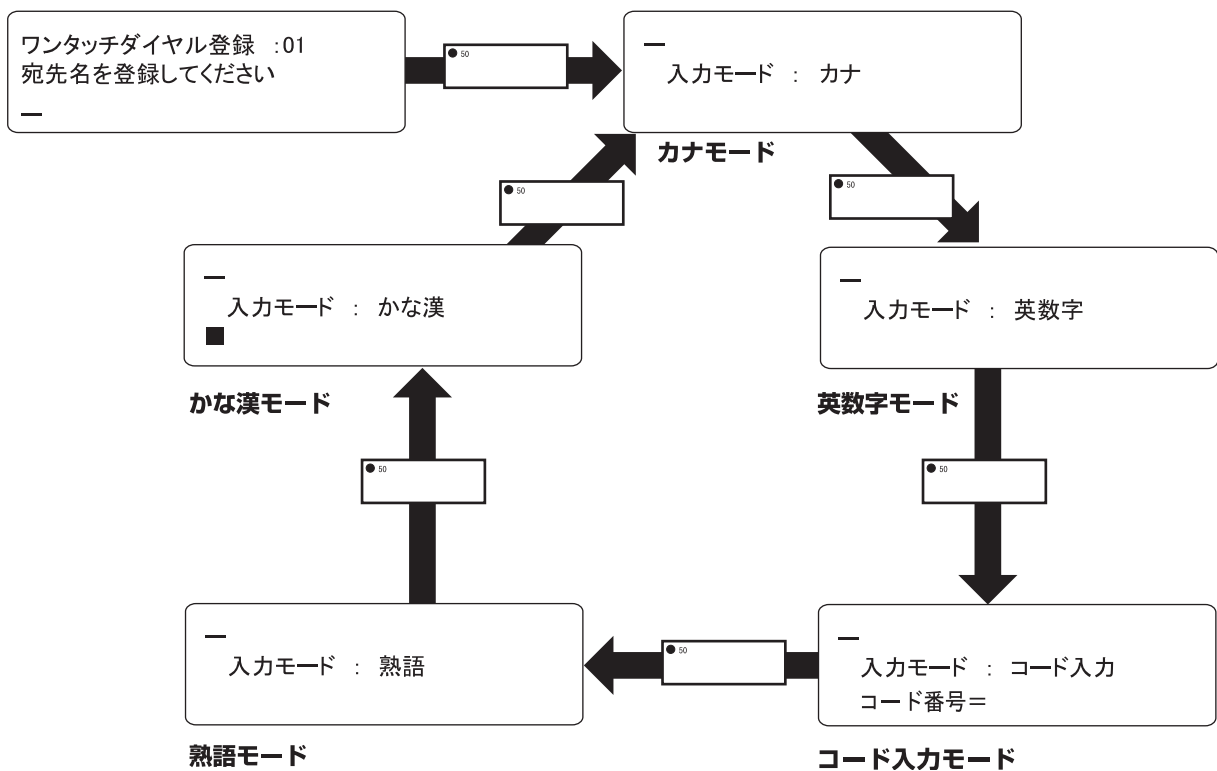 ワンタッチダイヤル登録 :01
宛先名を登録してください
50
入力モード : カナ
カナモード
50
50
入力モード : かな漢
かな漢モード
入力モード : 英数字
英数字モード
50
50
入力モード : 熟語
熟語モード
50
入力モード : コード入力
コード番号=
コード入力モード